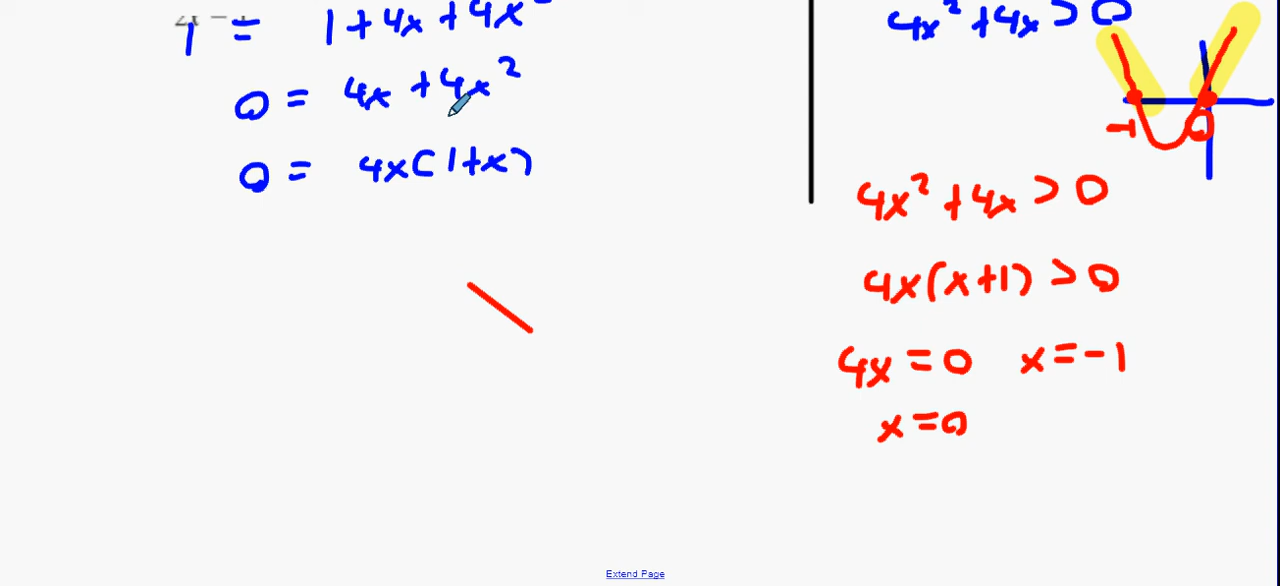 1 = 1 + 4x + 4x²
0 = 4x + 4x²
0 = 4x(1+x)
4x² + 4x > 0
-1 0
4x² + 4x > 0
4x(x+1) > 0
4x = 0 x = -1
x = 0
Extend Page